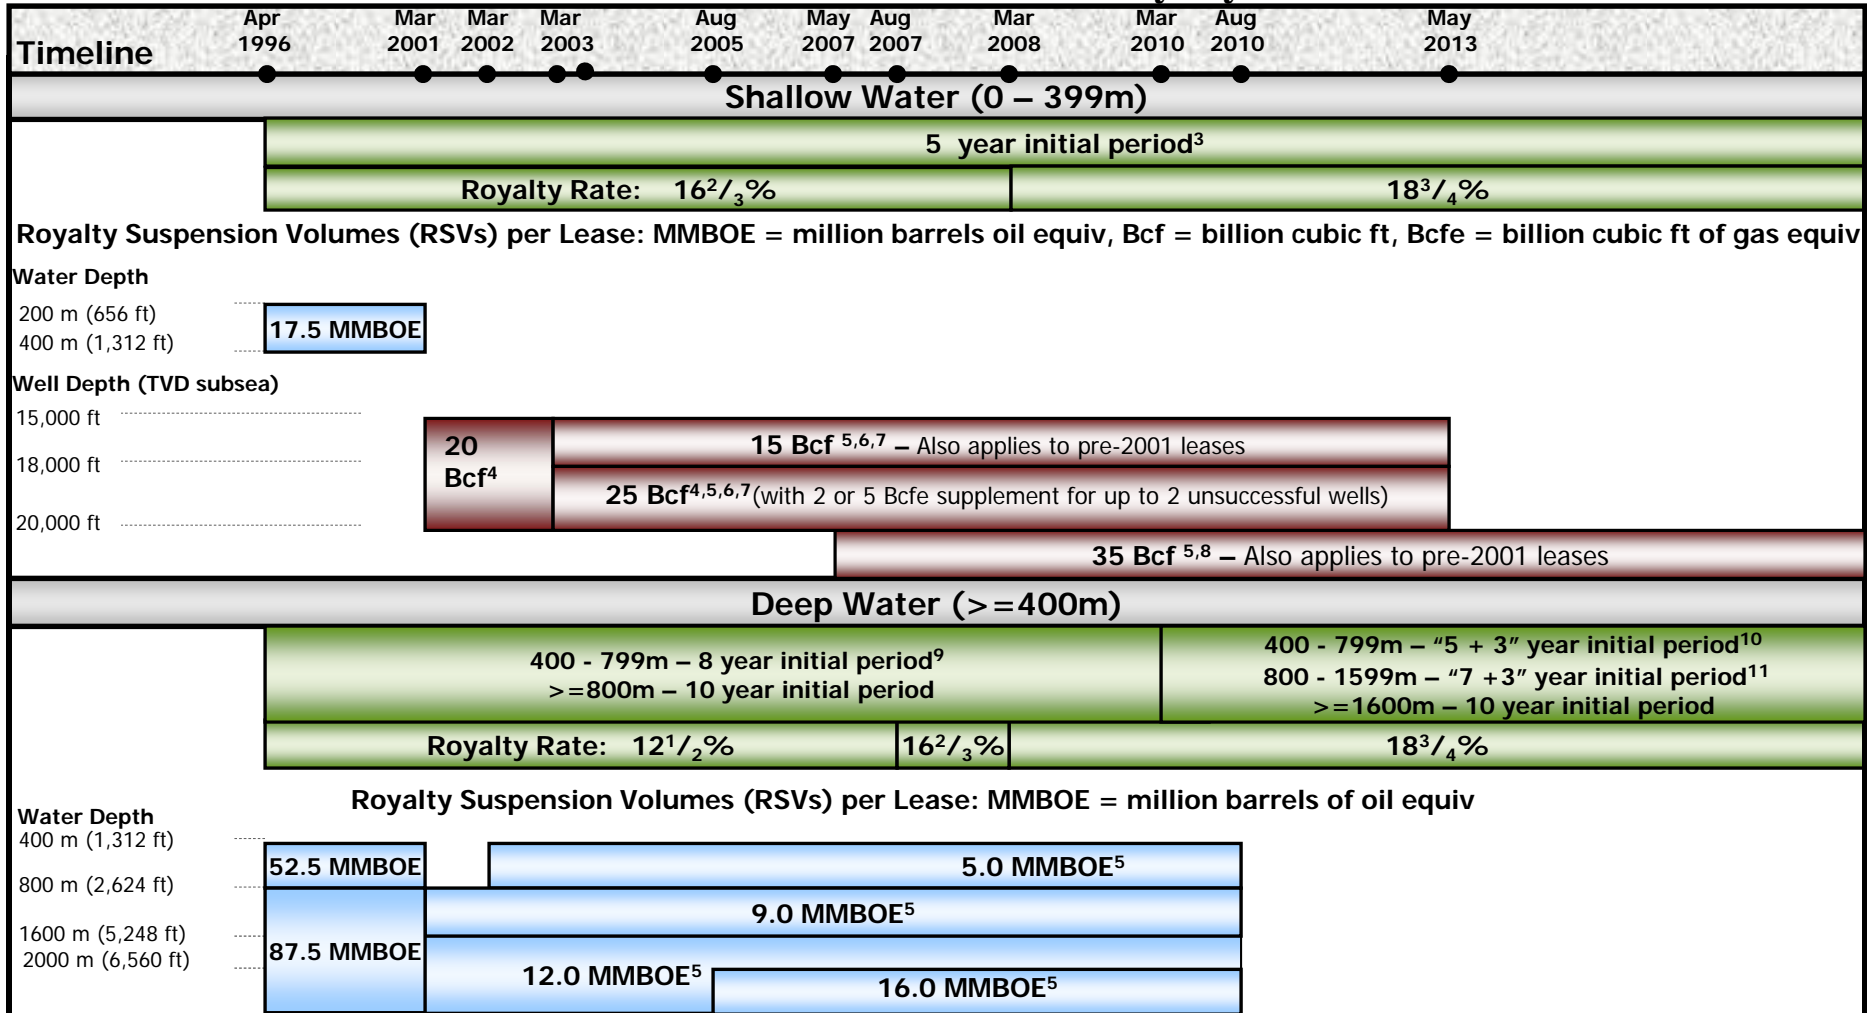 Apr Mar Mar Mar Aug May Aug Mar Mar Aug May
1996 2001 2002 2003 2005 2007 2007 2008 2010 2010 2013
Timeline
Shallow Water (0 – 399m)
5 year initial period³
Royalty Rate: 16²/₃% 18³/₄%
Royalty Suspension Volumes (RSVs) per Lease: MMBOE = million barrels oil equiv, Bcf = billion cubic ft, Bcfe = billion cubic ft of gas equiv
Water Depth
200 m (656 ft)
17.5 MMBOE
400 m (1,312 ft)
Well Depth (TVD subsea)
15,000 ft
20
Bcf⁴
15 Bcf ⁵,⁶,⁷ – Also applies to pre-2001 leases
18,000 ft
25 Bcf⁴,⁵,⁶,⁷(with 2 or 5 Bcfe supplement for up to 2 unsuccessful wells)
20,000 ft
35 Bcf ⁵,⁸ – Also applies to pre-2001 leases
Deep Water (>=400m)
400 - 799m – 8 year initial period⁹
>=800m – 10 year initial period
400 - 799m – “5 + 3” year initial period¹⁰
800 - 1599m – “7 +3” year initial period¹¹
>=1600m – 10 year initial period
Royalty Rate: 12¹/₂% 16²/₃% 18³/₄%
Royalty Suspension Volumes (RSVs) per Lease: MMBOE = million barrels of oil equiv
Water Depth
400 m (1,312 ft)
52.5 MMBOE 5.0 MMBOE⁵
800 m (2,624 ft)
9.0 MMBOE⁵
1600 m (5,248 ft)
87.5 MMBOE
2000 m (6,560 ft)
12.0 MMBOE⁵
16.0 MMBOE⁵